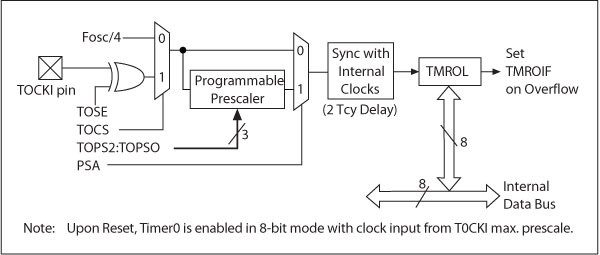 Fosc/4
0
1
TOCKI pin
TOSE
TOCS
TOPS2:TOPSO
PSA
Programmable
Prescaler
3
0
1
Sync with
Internal
Clocks
(2 Tcy Delay)
TMROL
Set
TMROIF
on Overflow
8
8
Internal
Data Bus
Note: Upon Reset, Timer0 is enabled in 8-bit mode with clock input from T0CKI max. prescale.